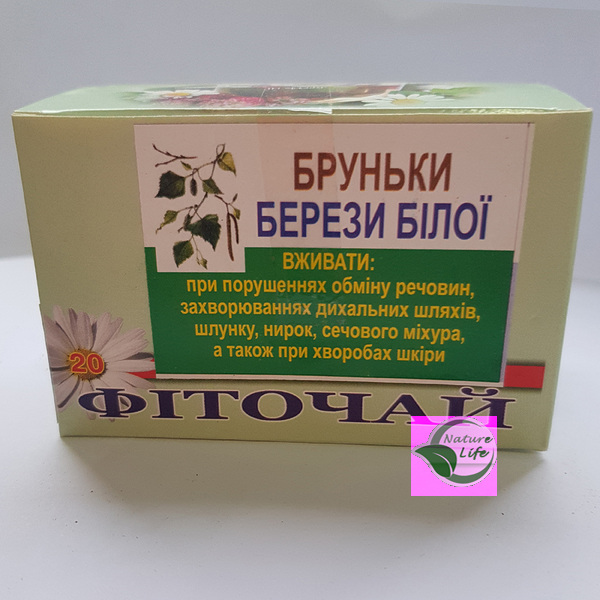 БРУНЬКИ
БЕРЕЗИ БІЛОЇ
ВЖИВАТИ:
при порушеннях обміну речовин,
захворюваннях дихальних шляхів,
шлунку, нирок, сечового міхура,
а також при хворобах шкіри
20
ФІТОЧАЙ
Nature
Life